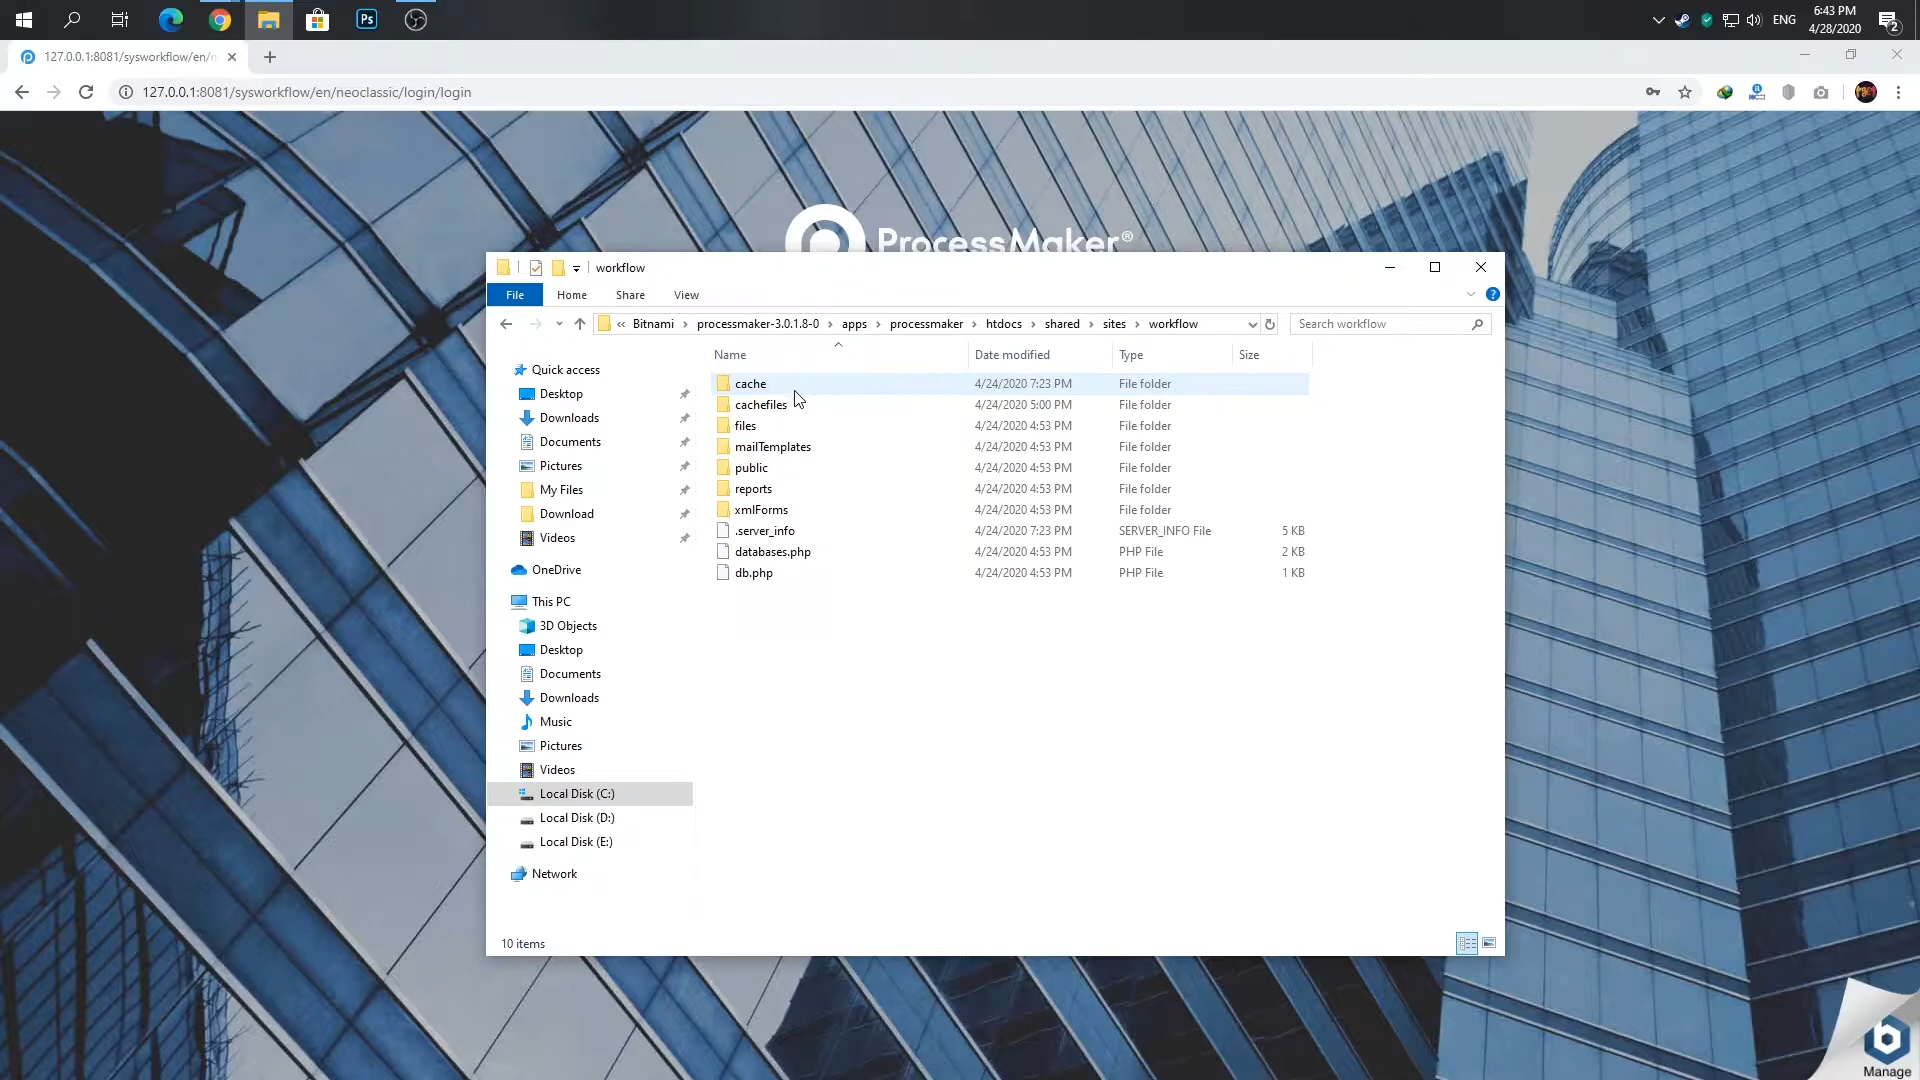 Ps
ENG
6:43 PM
4/28/2020
2
127.0.0.1:8081/sysworkflow/en/n
127.0.0.1:8081/sysworkflow/en/neoclassic/login/login
ProcessMaker®
workflow
File Home Share View
« Bitnami › processmaker-3.0.1.8-0 › apps › processmaker › htdocs › shared › sites › workflow
Search workflow
Name Date modified Type Size
Quick access
Desktop
Downloads
Documents
Pictures
My Files
Download
Videos
OneDrive
This PC
3D Objects
Desktop
Documents
Downloads
Music
Pictures
Videos
Local Disk (C:)
Local Disk (D:)
Local Disk (E:)
Network
cache 4/24/2020 7:23 PM File folder
cachefiles 4/24/2020 5:00 PM File folder
files 4/24/2020 4:53 PM File folder
mailTemplates 4/24/2020 4:53 PM File folder
public 4/24/2020 4:53 PM File folder
reports 4/24/2020 4:53 PM File folder
xmlForms 4/24/2020 4:53 PM File folder
.server_info 4/24/2020 7:23 PM SERVER_INFO File 5 KB
databases.php 4/24/2020 4:53 PM PHP File 2 KB
db.php 4/24/2020 4:53 PM PHP File 1 KB
10 items
Manage